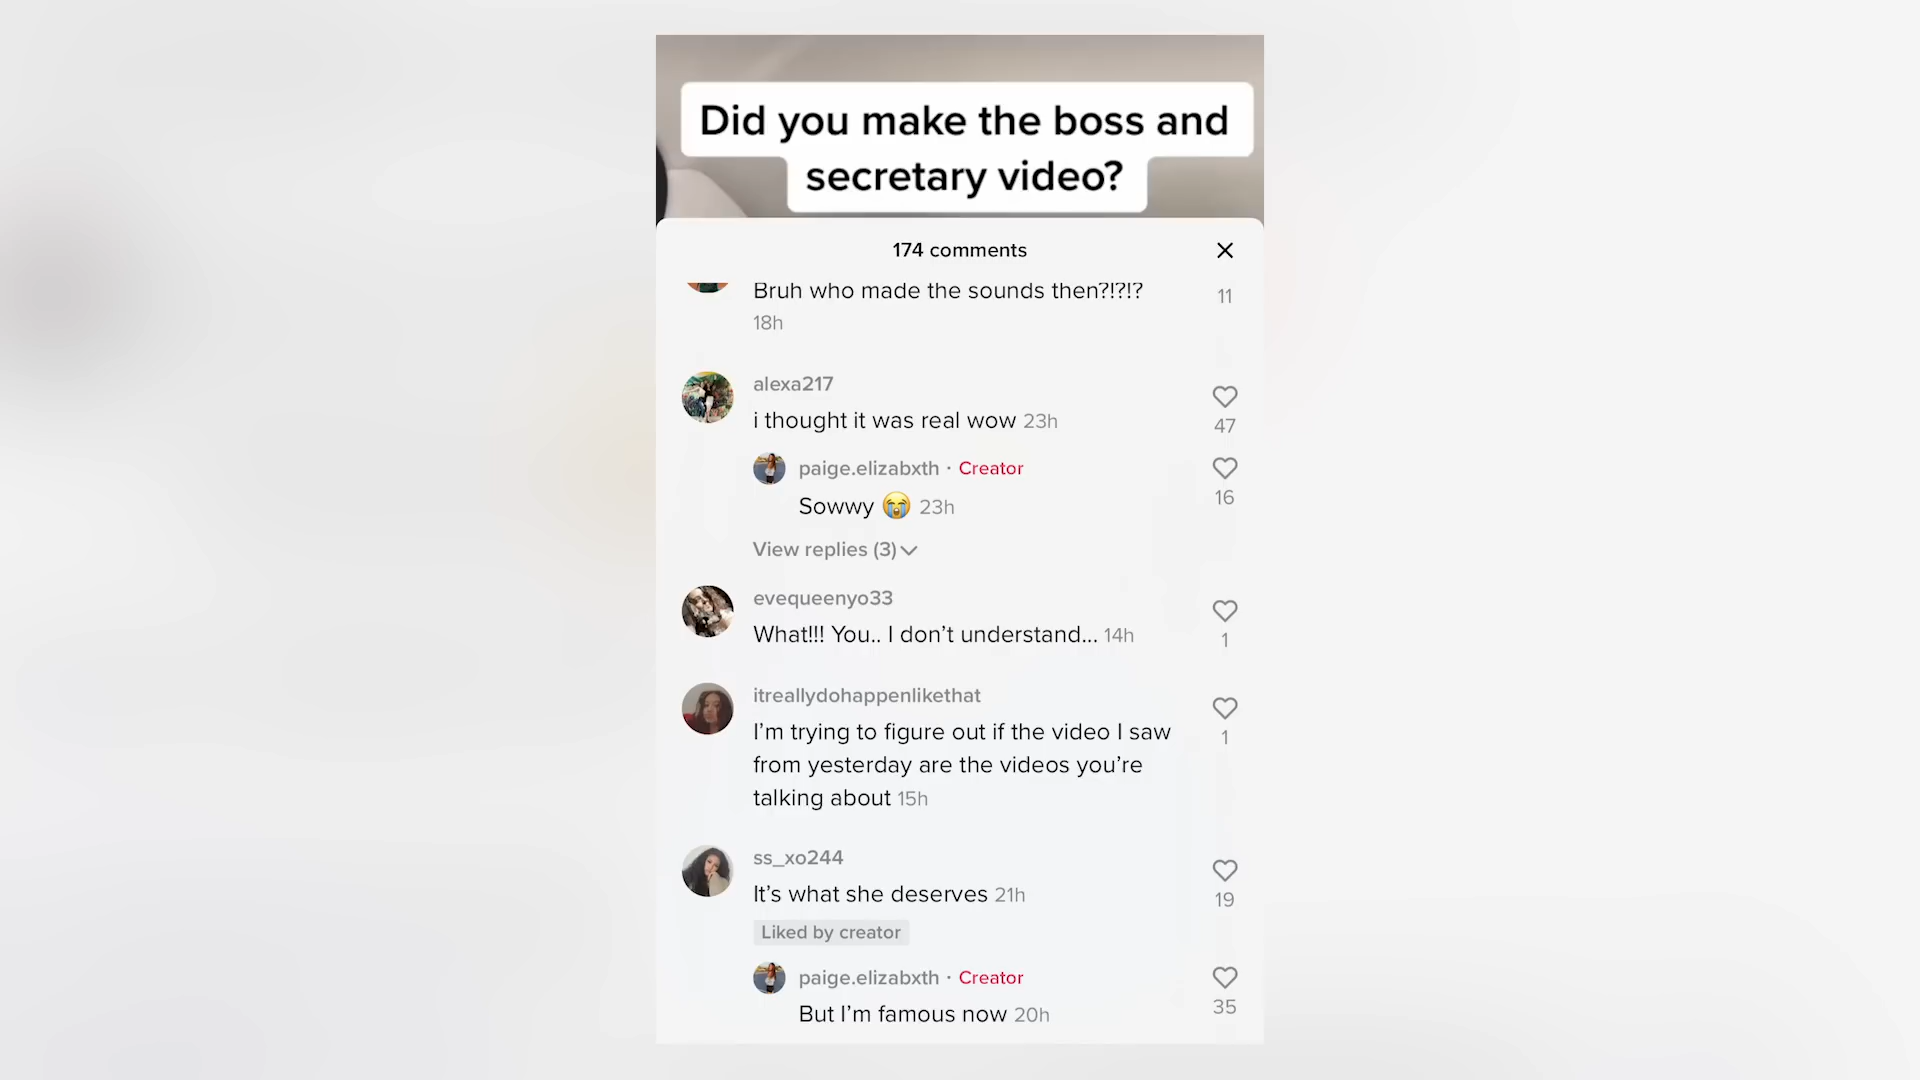 Did you make the boss and
secretary video?
174 comments
Bruh who made the sounds then?!?!?
11
18h
alexa217
i thought it was real wow 23h
47
paige.elizabxth · Creator
Sowwy 😭 23h
16
View replies (3)
evequeenyo33
What!!! You.. I don’t understand... 14h
1
itreallydohappenlikethat
I’m trying to figure out if the video I saw
from yesterday are the videos you’re
talking about 15h
1
ss_xo244
It’s what she deserves 21h
19
Liked by creator
paige.elizabxth · Creator
But I’m famous now 20h
35